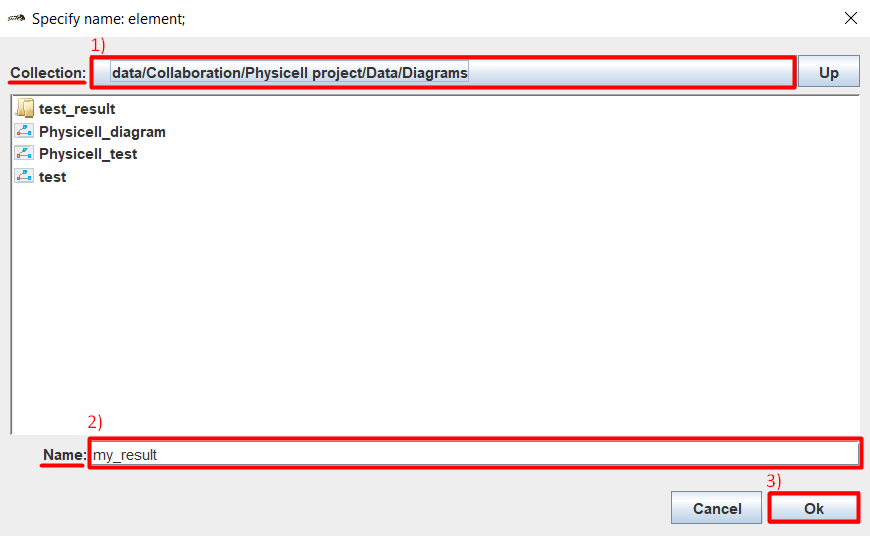 Specify name: element;
1)
Collection: data/Collaboration/Physicell project/Data/Diagrams Up
test_result
Physicell_diagram
Physicell_test
test
2)
Name: my_result
3)
Cancel Ok